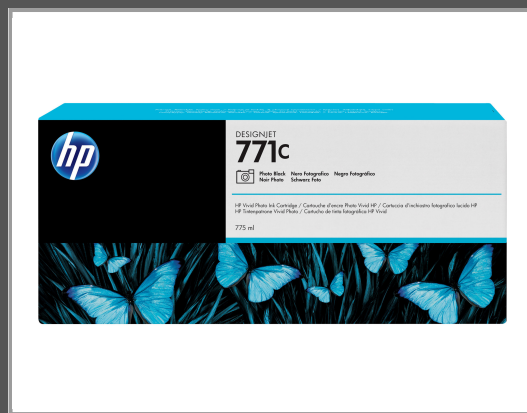 hp
DESIGNJET
771C
Photo Black Nero Fotografico Negro Fotográfico
Noir Photo Schwarz Foto
HP Vivid Photo Ink Cartridge / Cartouche d'encre Photo Vivid HP / Cartuccia d'inchiostro fotografico lucido HP
HP Tintenpatrone Vivid Photo / Cartucho de tinta fotográfica HP Vivid
775 ml